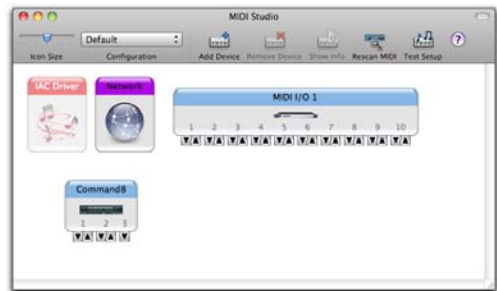 MIDI Studio
Default
Icon Size Configuration Add Device Remove Device Show Info Rescan MIDI Test Setup ?
IAC Driver Network MIDI I/O 1
1 2 3 4 5 6 7 8 9 10
Command8
1 2 3